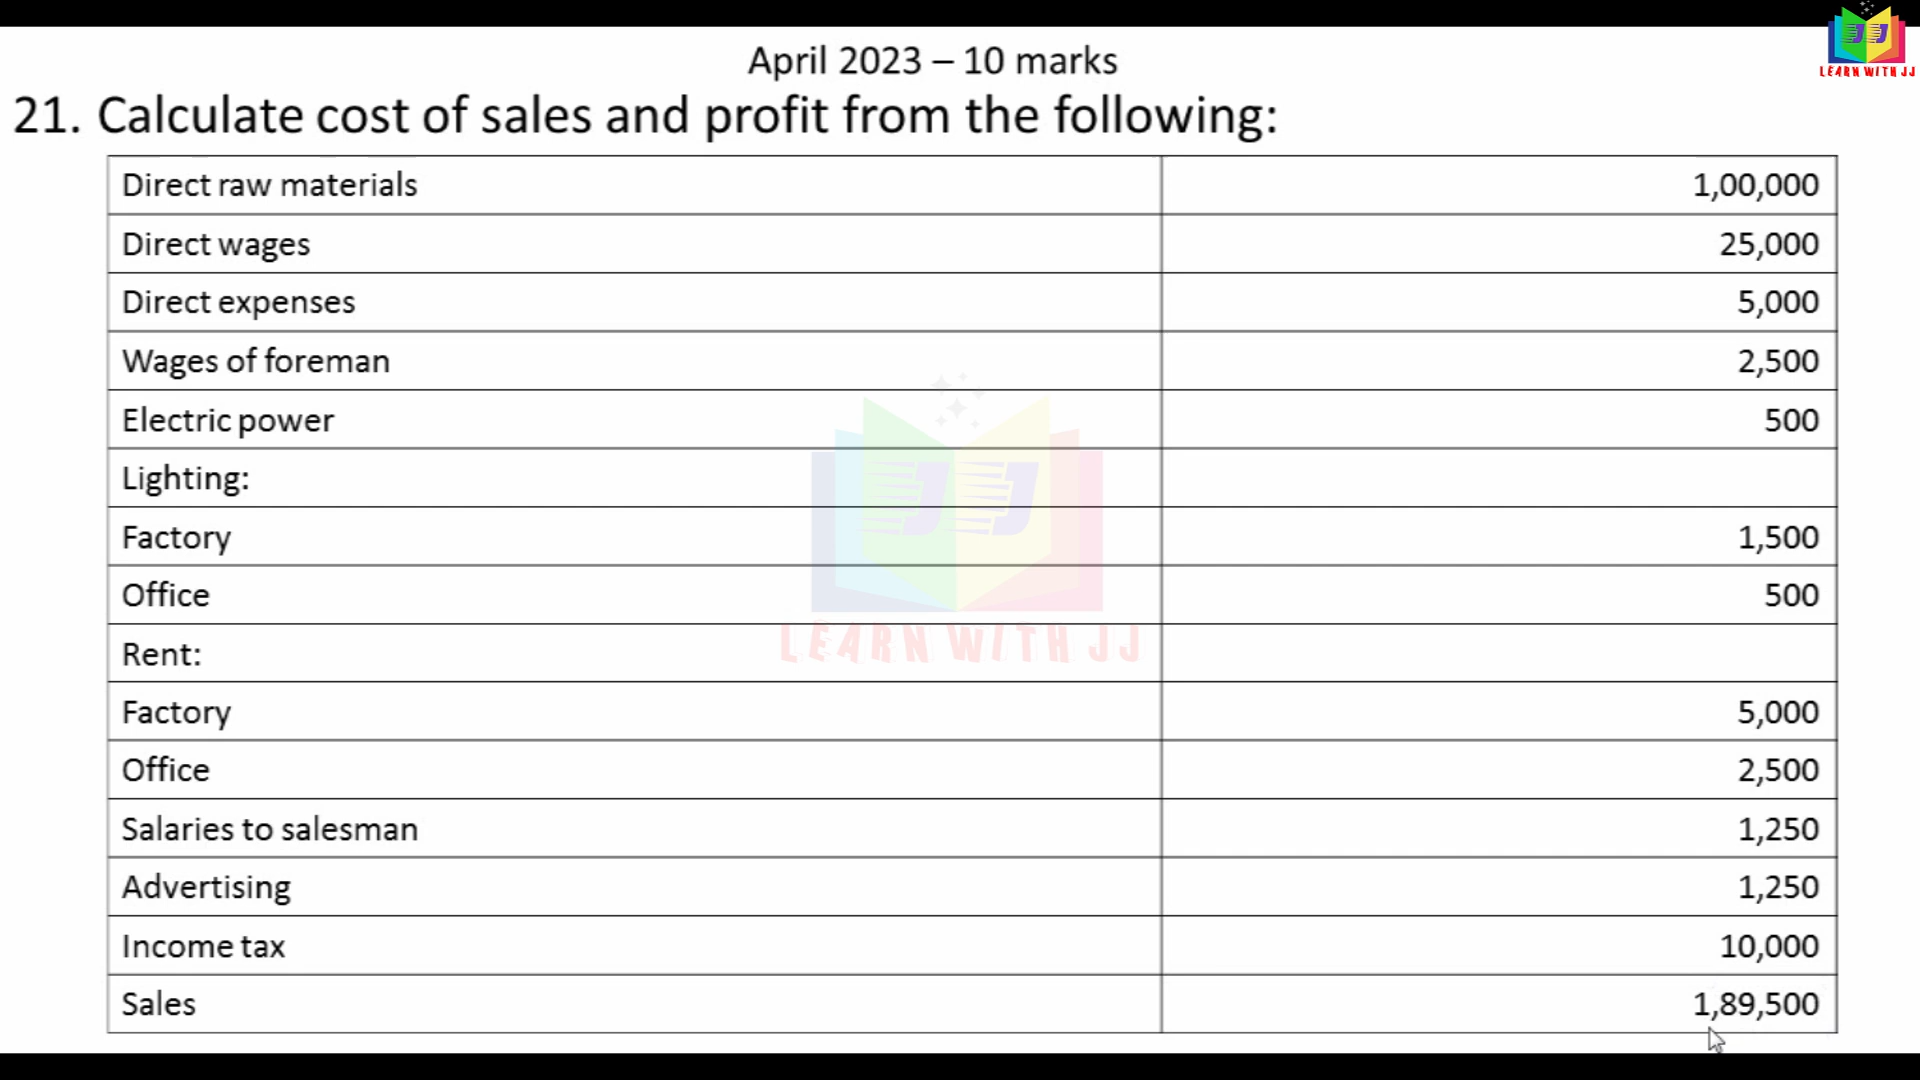 LEARN WITH JJ
April 2023 – 10 marks
21. Calculate cost of sales and profit from the following:
Direct raw materials 1,00,000
Direct wages 25,000
Direct expenses 5,000
Wages of foreman 2,500
Electric power 500
Lighting:
Factory 1,500
Office 500
Rent:
LEARN WITH JJ
Factory 5,000
Office 2,500
Salaries to salesman 1,250
Advertising 1,250
Income tax 10,000
Sales 1,89,500